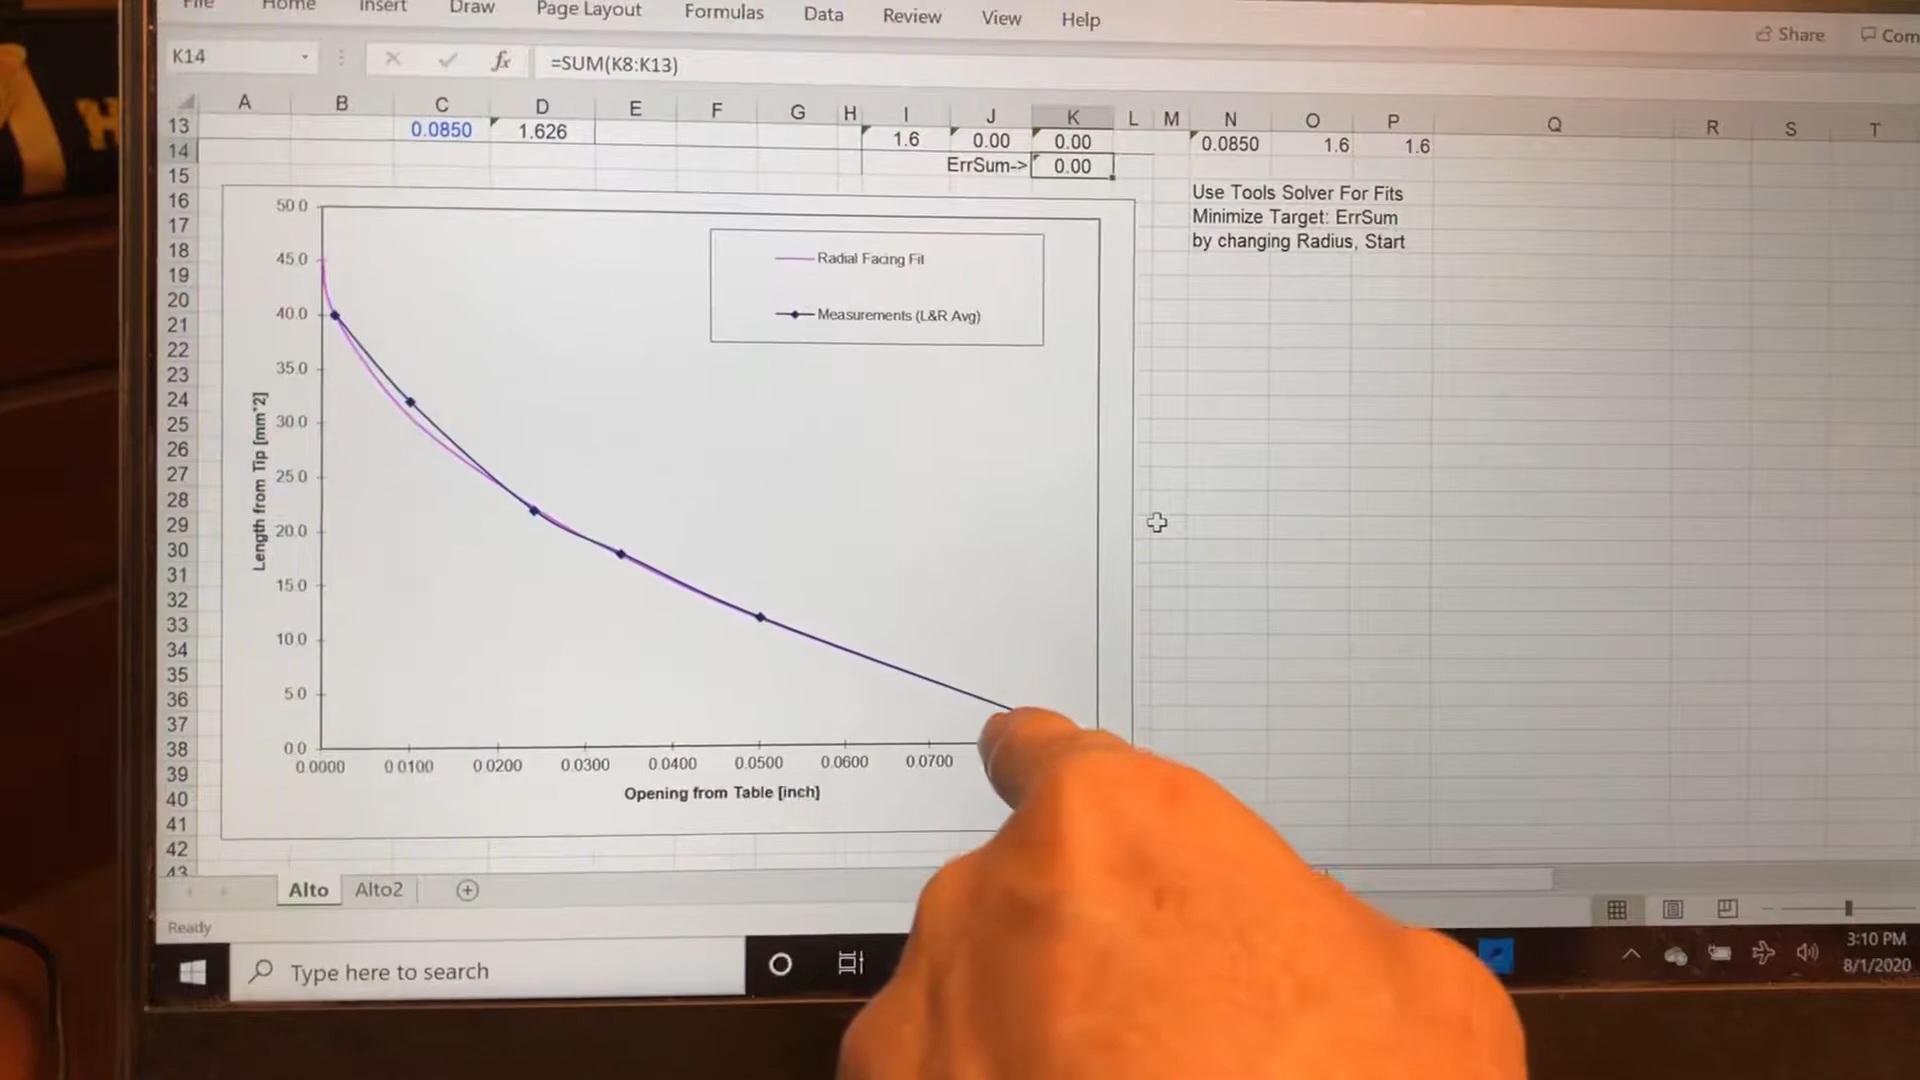 File Home Insert Draw Page Layout Formulas Data Review View Help
Share Com
K14 fx =SUM(K8:K13)
A B C D E F G H I J K L M N O P Q R S T
13 0.0850 1.626 1.6 0.00 0.00 0.0850 1.6 1.6
14 ErrSum-> 0.00
15
16 Use Tools Solver For Fits
17 Minimize Target: ErrSum
18 by changing Radius, Start
19
20
21
22
23
24
25
26
27
28
29
30
31
32
33
34
35
36
37
38
39
40
41
42
43
50.0
45.0
40.0
35.0
30.0
25.0
20.0
15.0
10.0
5.0
0.0
Length from Tip [mm*2]
Radial Facing Fit
Measurements (L&R Avg)
0.0000 0.0100 0.0200 0.0300 0.0400 0.0500 0.0600 0.0700
Opening from Table [inch]
Alto Alto2
Ready
Type here to search
3:10 PM
8/1/2020